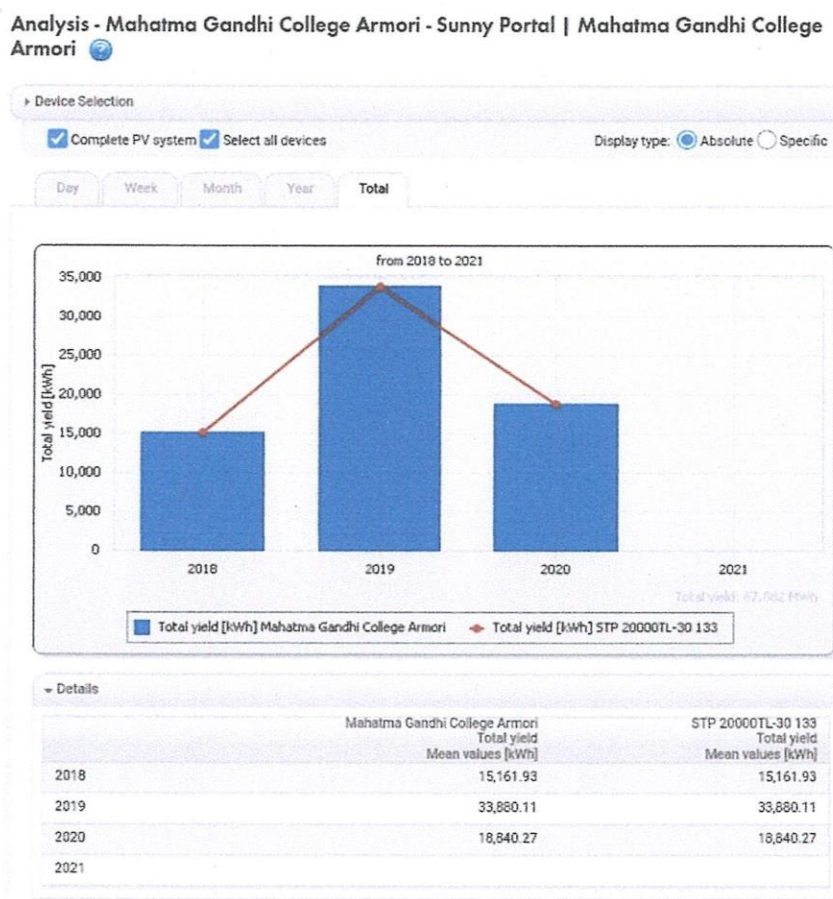 Analysis - Mahatma Gandhi College Armori - Sunny Portal | Mahatma Gandhi College
Armori ?
Device Selection
Complete PV system Select all devices Display type: Absolute Specific
Day Week Month Year Total
from 2018 to 2021
Total yield [kWh]
35,000
30,000
25,000
20,000
15,000
10,000
5,000
0
2018 2019 2020 2021
Total yield: MWh
Total yield [kWh] Mahatma Gandhi College Armori Total yield [kWh] STP 20000TL-30 133
Details
Mahatma Gandhi College Armori STP 20000TL-30 133
Total yield Total yield
Mean values [kWh] Mean values [kWh]
2018 15,161.93 15,161.93
2019 33,880.11 33,880.11
2020 18,840.27 18,840.27
2021